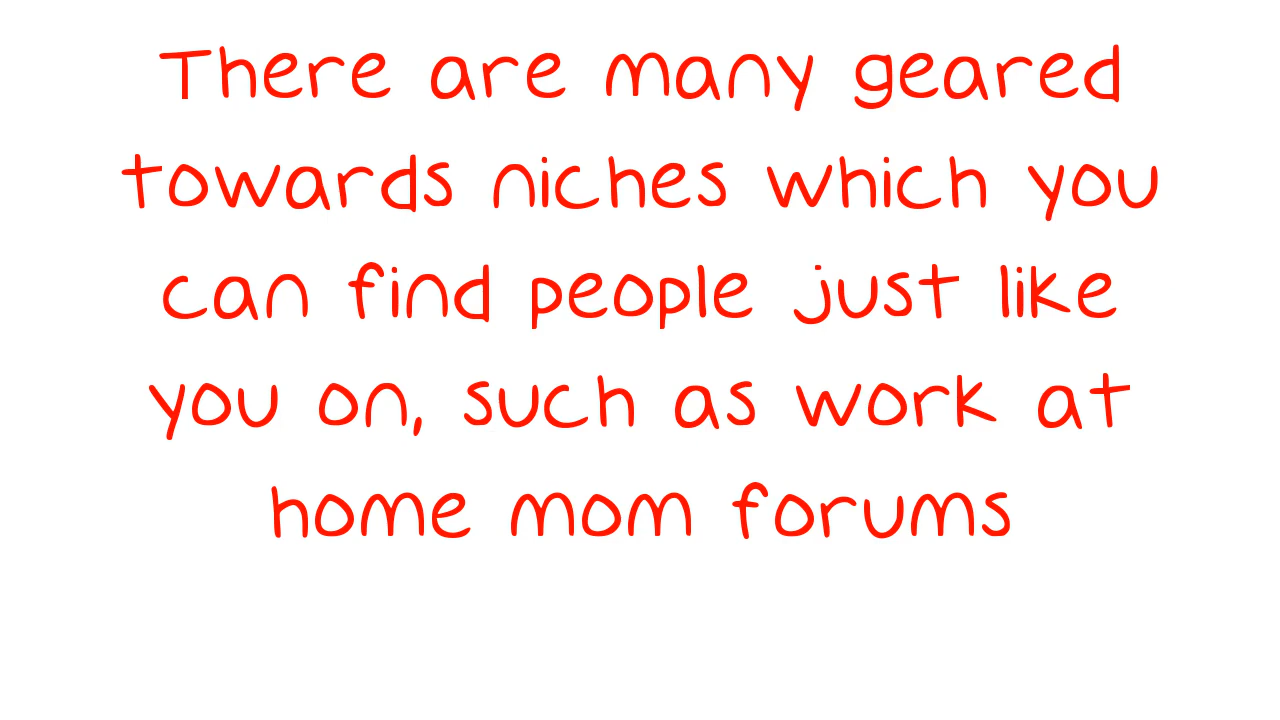 There are many geared
towards niches which you
can find people just like
you on, such as work at
home mom forums